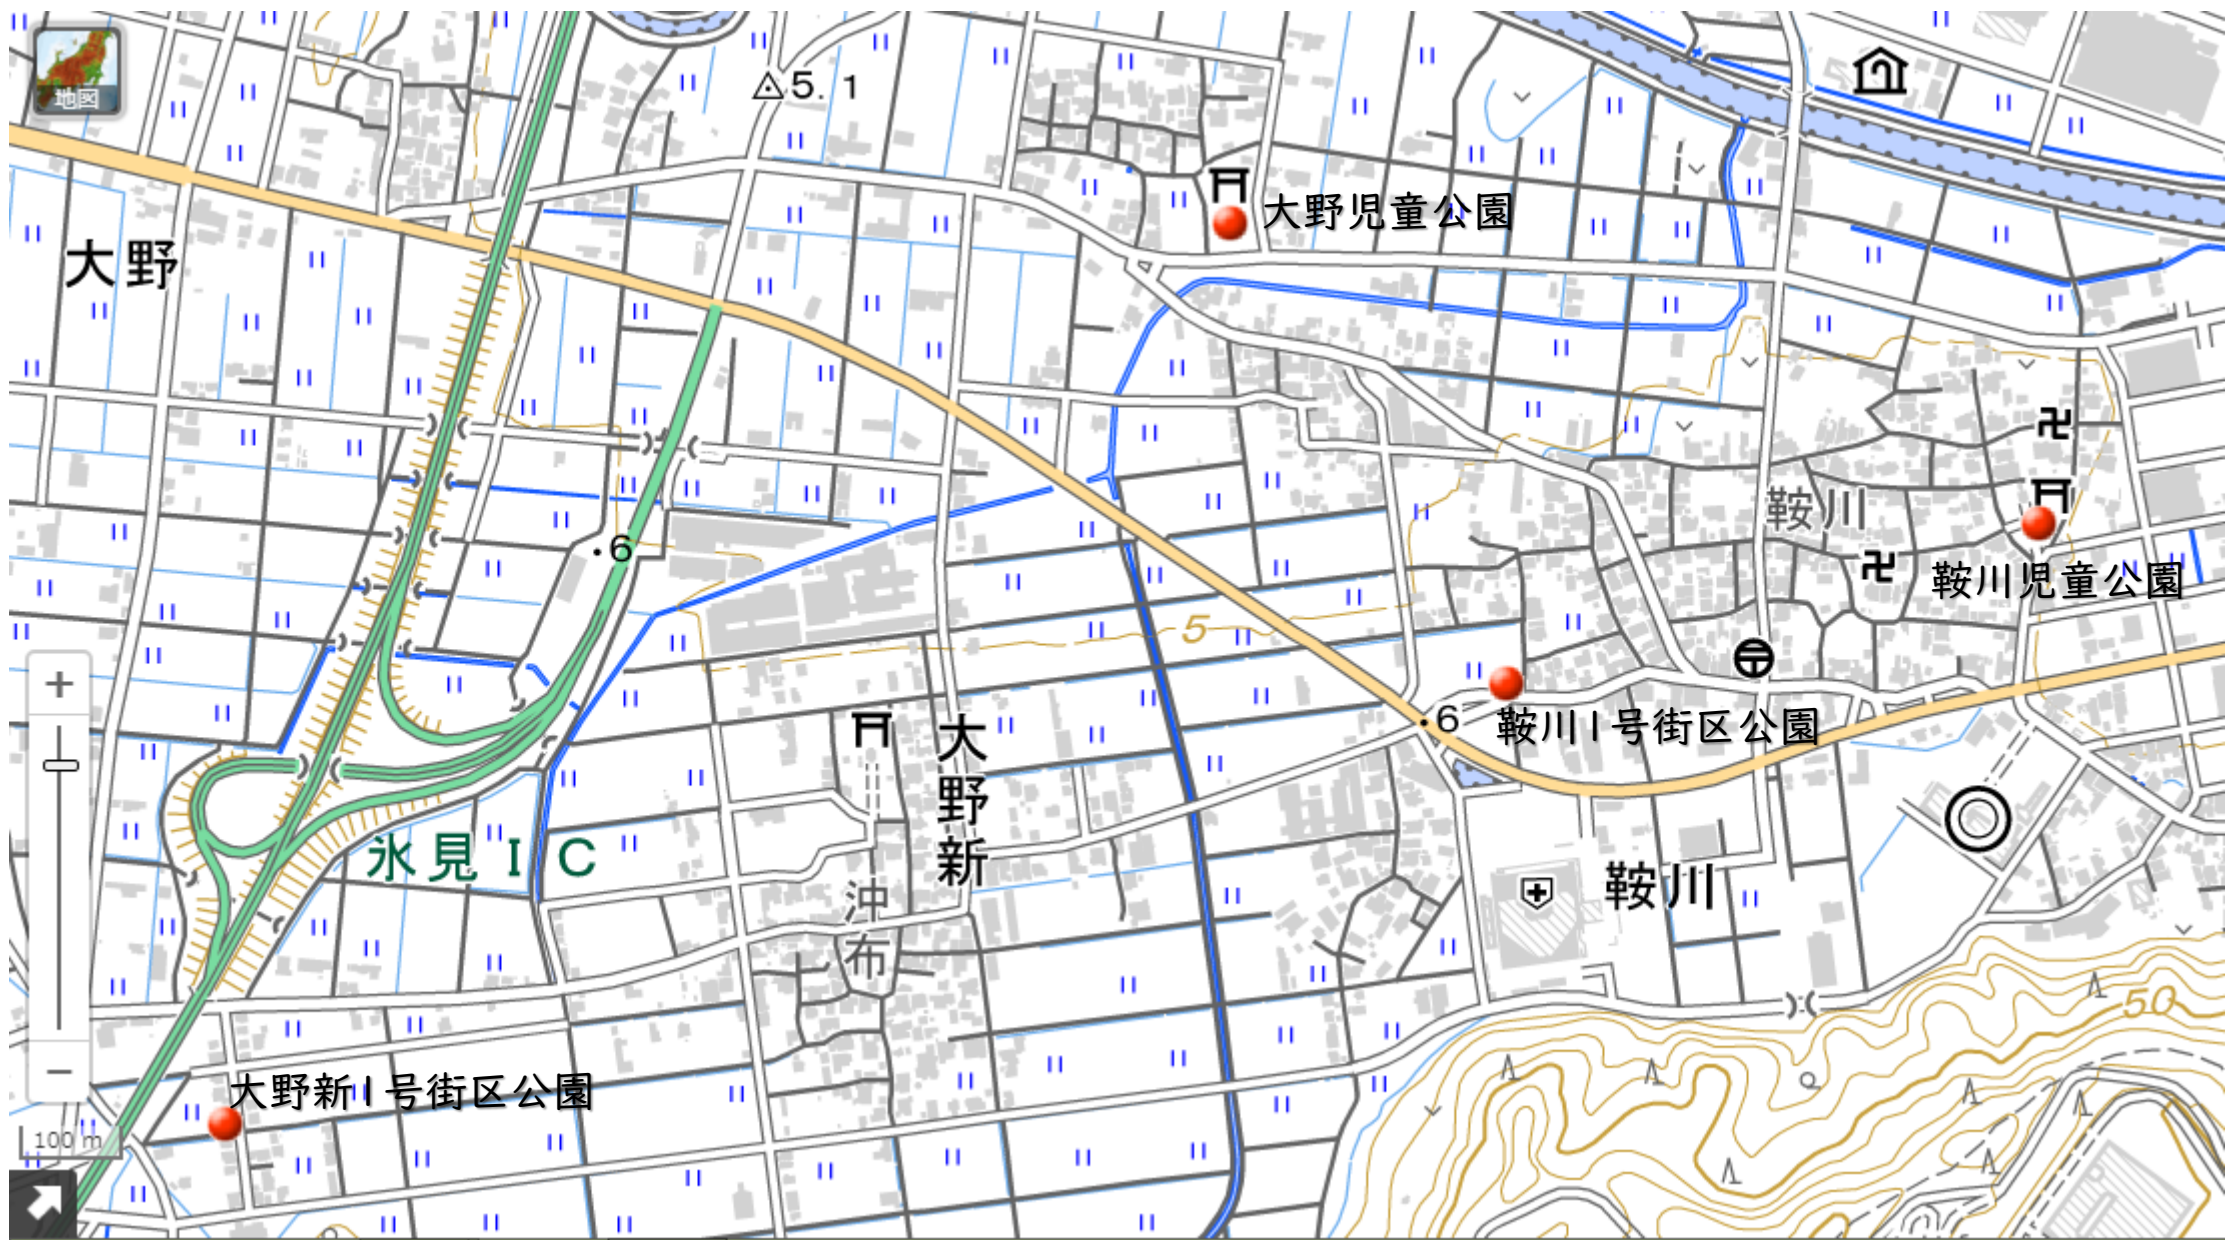 地図
5.1
大野児童公園
大野
鞍川
・6
鞍川児童公園
5
・6
鞍川1号街区公園
大野新
氷見IC
鞍川
沖布
50
大野新1号街区公園
100 m